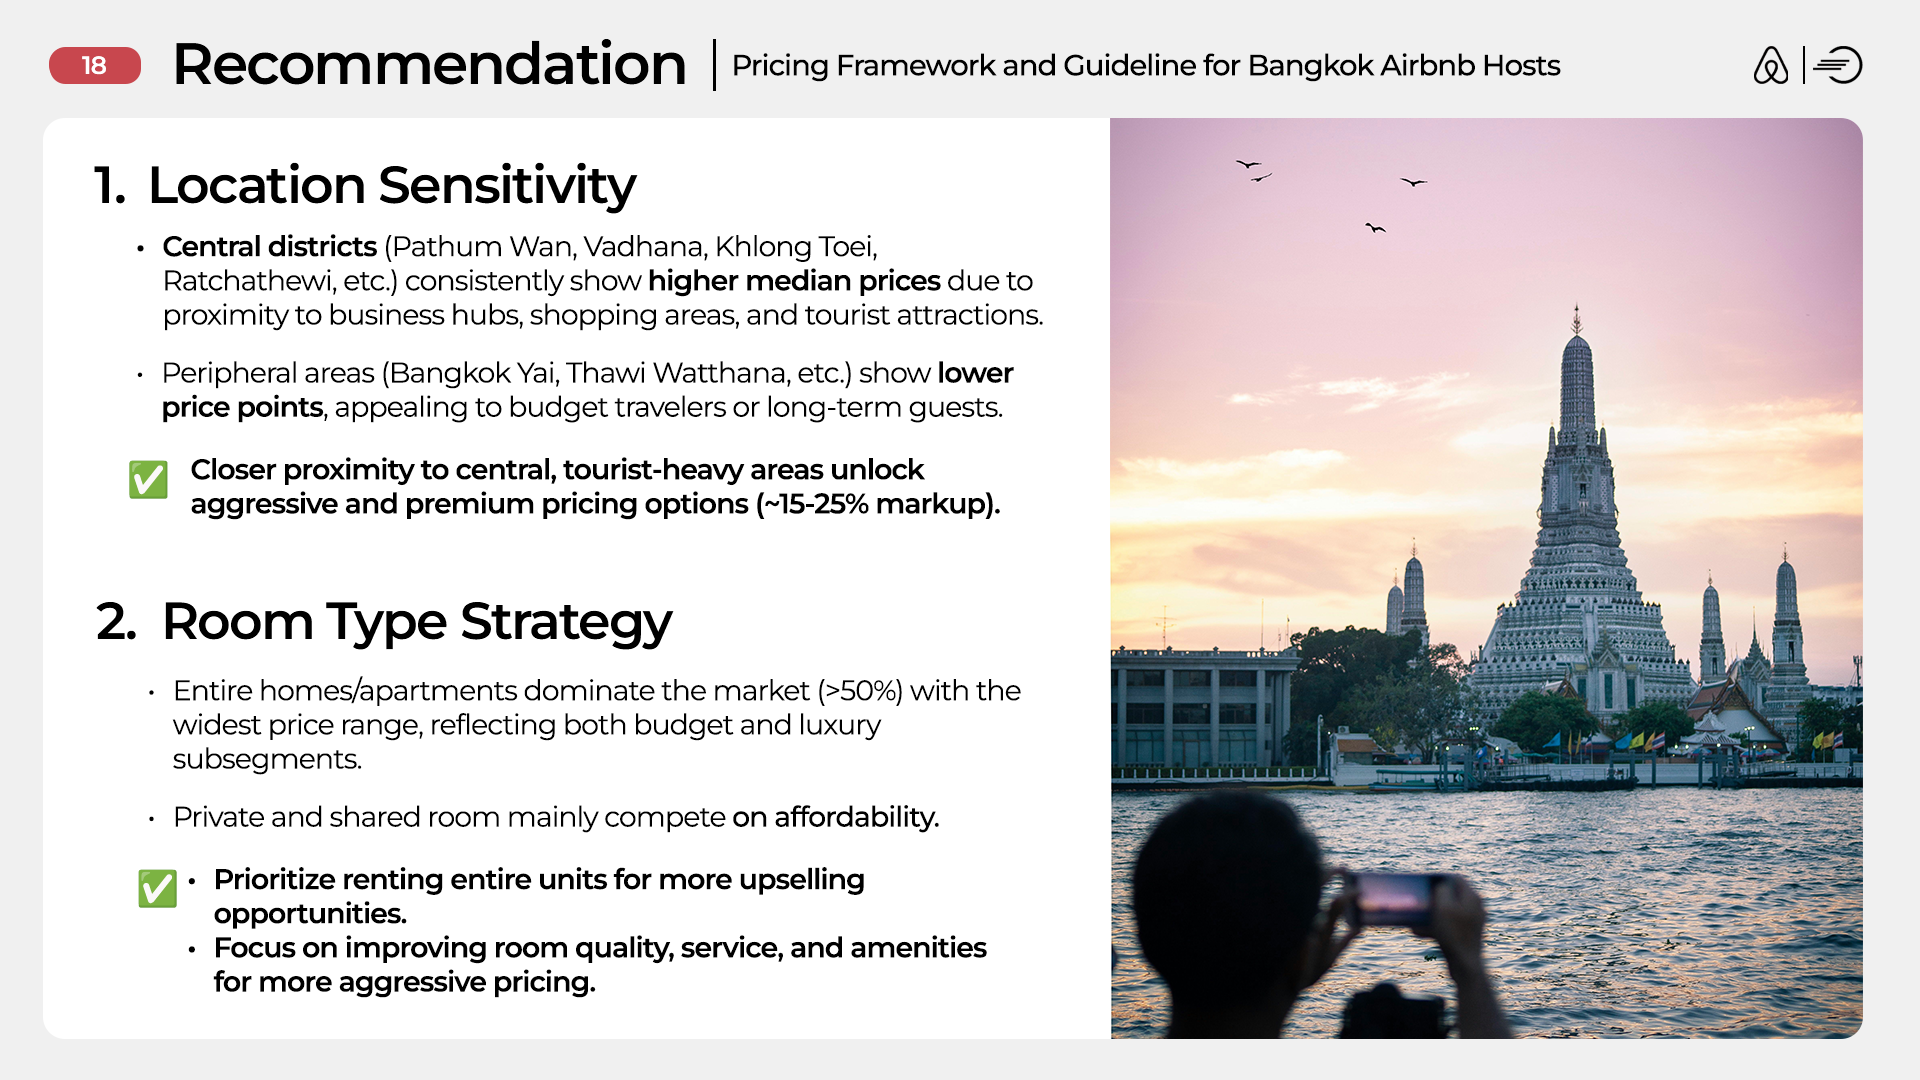 18
Recommendation
Pricing Framework and Guideline for Bangkok Airbnb Hosts
1. Location Sensitivity
• Central districts (Pathum Wan, Vadhana, Khlong Toei,
Ratchathewi, etc.) consistently show higher median prices due to
proximity to business hubs, shopping areas, and tourist attractions.
• Peripheral areas (Bangkok Yai, Thawi Watthana, etc.) show lower
price points, appealing to budget travelers or long-term guests.
✅ Closer proximity to central, tourist-heavy areas unlock
aggressive and premium pricing options (~15-25% markup).
2. Room Type Strategy
• Entire homes/apartments dominate the market (>50%) with the
widest price range, reflecting both budget and luxury
subsegments.
• Private and shared room mainly compete on affordability.
✅ • Prioritize renting entire units for more upselling
opportunities.
• Focus on improving room quality, service, and amenities
for more aggressive pricing.